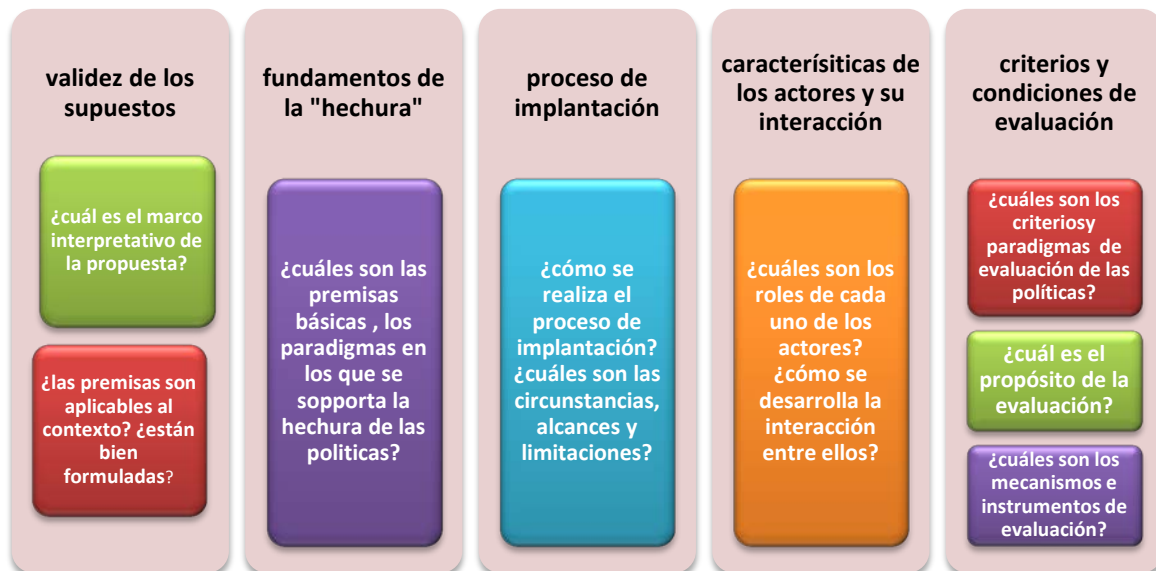 validez de los
supuestos
¿cuál es el marco
interpretativo de
la propuesta?
¿las premisas son
aplicables al
contexto? ¿están
bien
formuladas?
fundamentos de
la "hechura"
¿cuáles son las
premisas
básicas , los
paradigmas en
los que se
sopporta la
hechura de las
politicas?
proceso de
implantación
¿cómo se
realiza el
proceso de
implantación?
¿cuáles son las
circunstancias,
alcances y
limitaciones?
caracterísiticas de
los actores y su
interacción
¿cuáles son los
roles de cada
uno de los
actores?
¿cómo se
desarrolla la
interacción
entre ellos?
criterios y
condiciones de
evaluación
¿cuáles son los
criteriosy
paradigmas de
evaluación de las
políticas?
¿cuál es el
propósito de la
evaluación?
¿cuáles son los
mecanismos e
instrumentos de
evaluación?